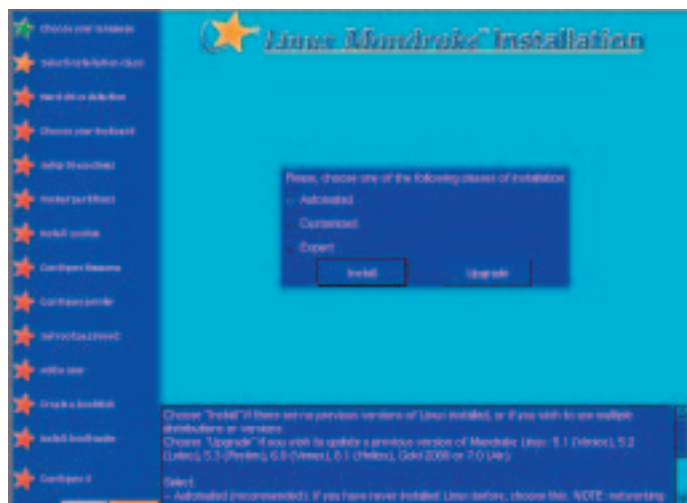 Choose your language
Select installation class
Hard drive detection
Choose your keyboard
Setup filesystems
Format partitions
Install system
Configure timezone
Configure printer
Set root password
Add a user
Create a bootdisk
Install bootloader
Configure X
Linux Mandrake™ Installation
Please, choose one of the following classes of installation:
Automated
Customized
Expert
Install Upgrade
Choose "Install" if there are no previous versions of Linux installed, or if you wish to use multiple
distributions or versions.
Choose "Upgrade" if you wish to update a previous version of Mandrake Linux: 5.1 (Venice), 5.2
(Leeloo), 5.3 (Festen), 6.0 (Venus), 6.1 (Helios), Gold 2000 or 7.0 (Air).
Select:
- Automated (recommended): If you have never installed Linux before, choose this. NOTE: networking